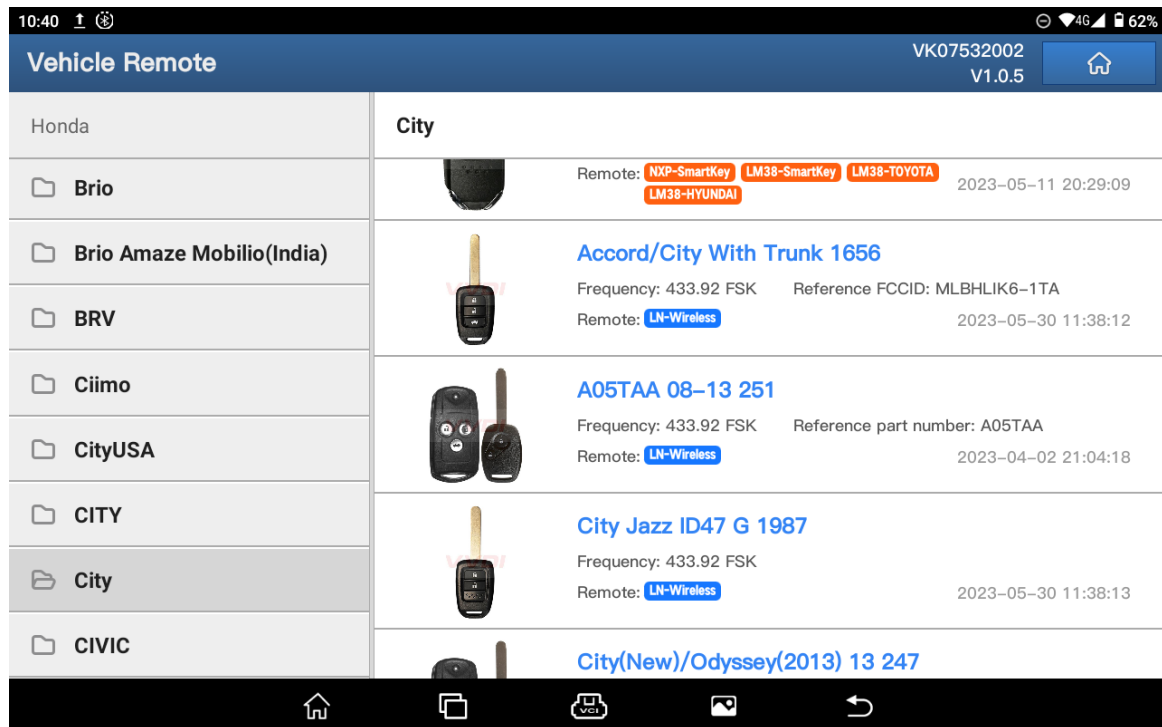 10:40 4G 62%
Vehicle Remote
VK07532002
V1.0.5
Honda
Brio
Brio Amaze Mobilio(India)
BRV
Ciimo
CityUSA
CITY
City
CIVIC
City
Remote: NXP-SmartKey LM38-SmartKey LM38-TOYOTA
LM38-HYUNDAI
2023-05-11 20:29:09
Accord/City With Trunk 1656
Frequency: 433.92 FSK Reference FCCID: MLBHLIK6-1TA
Remote: LN-Wireless 2023-05-30 11:38:12
A05TAA 08-13 251
Frequency: 433.92 FSK Reference part number: A05TAA
Remote: LN-Wireless 2023-04-02 21:04:18
City Jazz ID47 G 1987
Frequency: 433.92 FSK
Remote: LN-Wireless 2023-05-30 11:38:13
City(New)/Odyssey(2013) 13 247
VCI